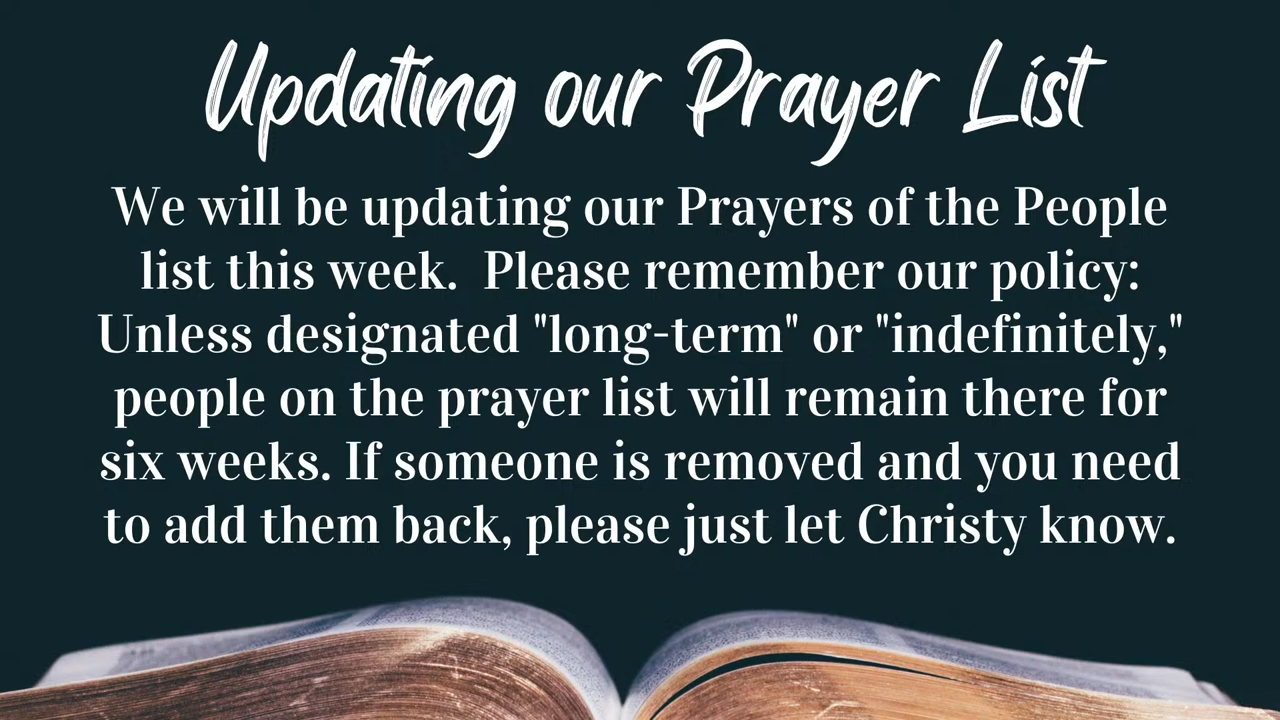 Updating our Prayer List
We will be updating our Prayers of the People
list this week.  Please remember our policy:
Unless designated "long-term" or "indefinitely,"
people on the prayer list will remain there for
six weeks. If someone is removed and you need
to add them back, please just let Christy know.